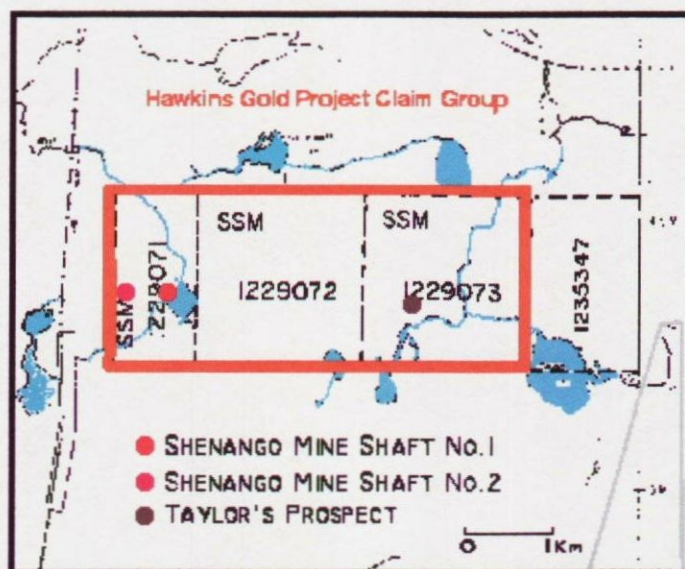 Hawkins Gold Project Claim Group
SSM
SSM
SSM
1229071
1229072
1229073
1235347
SHENANGO MINE SHAFT NO.1
SHENANGO MINE SHAFT NO.2
TAYLOR'S PROSPECT
0 1KM